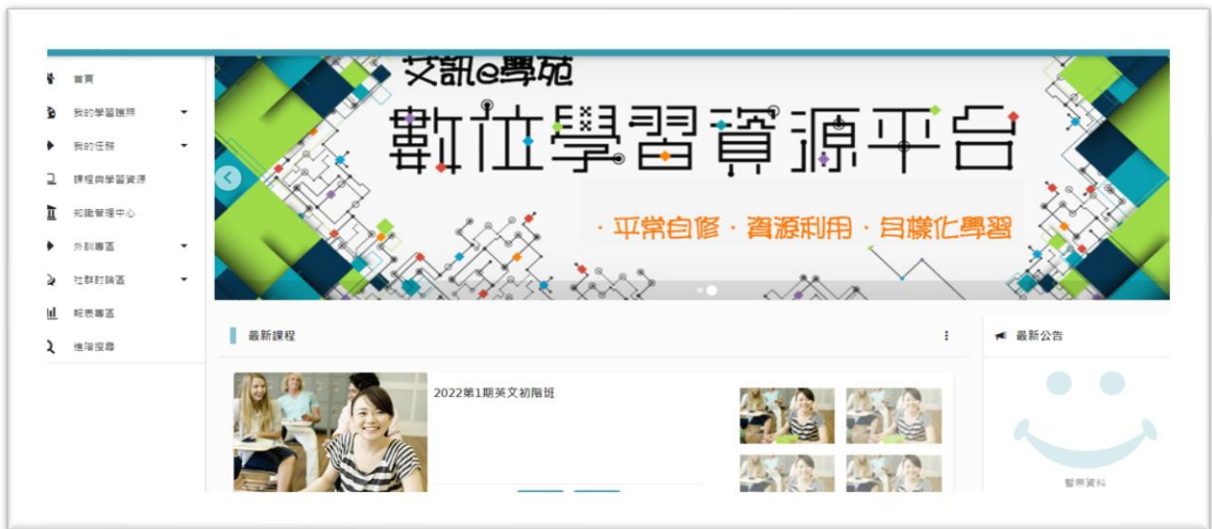 艾訊e學苑
數位學習資源平台
·平常自修·資源利用·多樣化學習
首頁
我的學習護照
我的任務
課程與學習資源
知識管理中心
外訓專區
社群討論區
報表專區
進階搜尋
最新課程
2022第1期英文初階班
最新公告
暫無資料